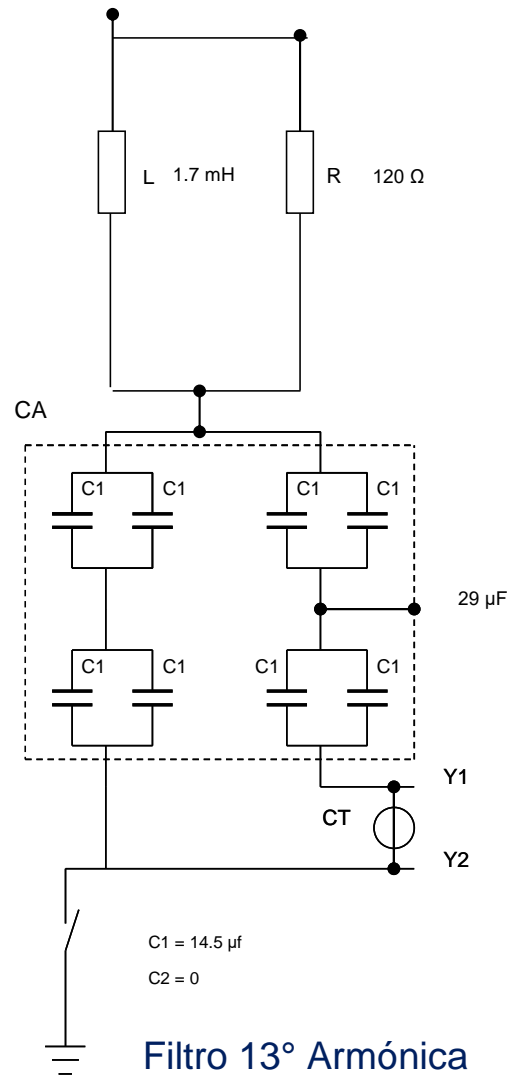 L 1.7 mH
R 120 Ω
CA
C1 C1 C1 C1
29 µF
C1 C1 C1 C1
Y1
CT
Y2
C1 = 14.5 µf
C2 = 0
Filtro 13° Armónica